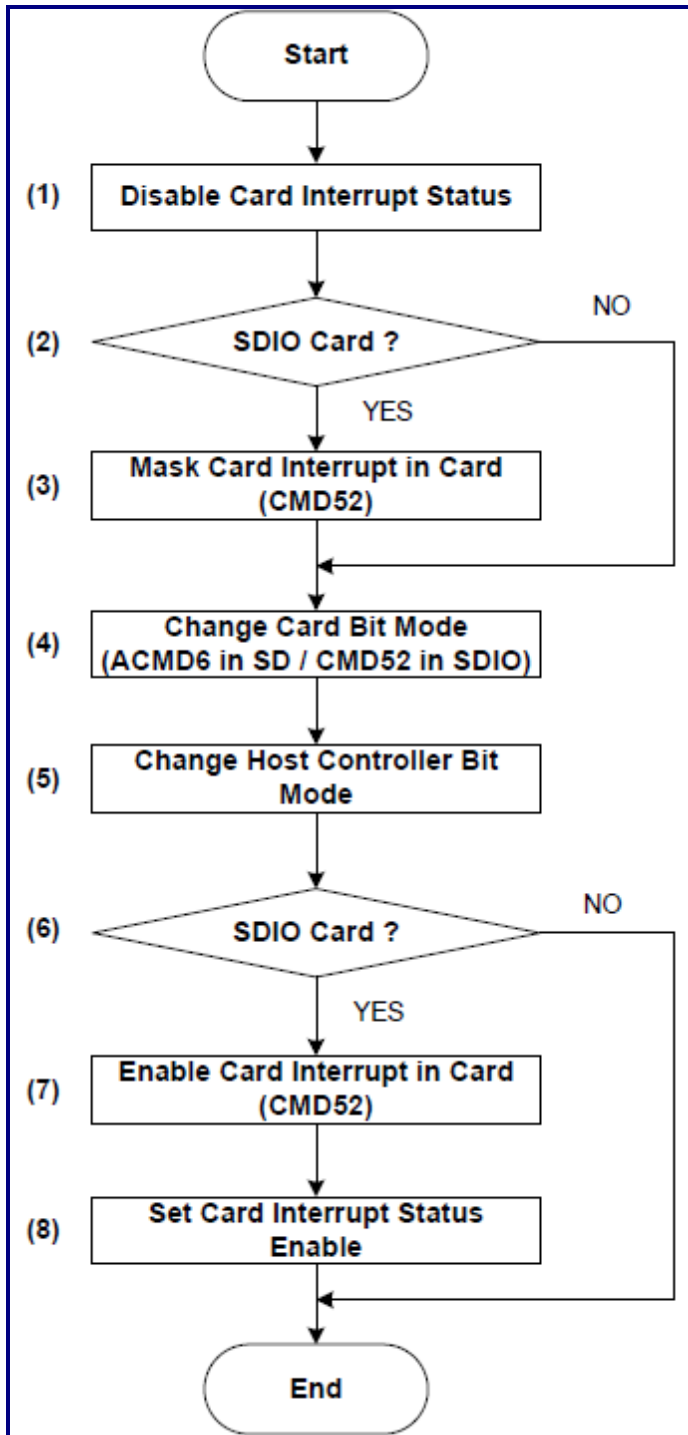 Start
(1)
Disable Card Interrupt Status
NO
(2)
SDIO Card ?
YES
(3)
Mask Card Interrupt in Card
(CMD52)
(4)
Change Card Bit Mode
(ACMD6 in SD / CMD52 in SDIO)
(5)
Change Host Controller Bit
Mode
NO
(6)
SDIO Card ?
YES
(7)
Enable Card Interrupt in Card
(CMD52)
(8)
Set Card Interrupt Status
Enable
End